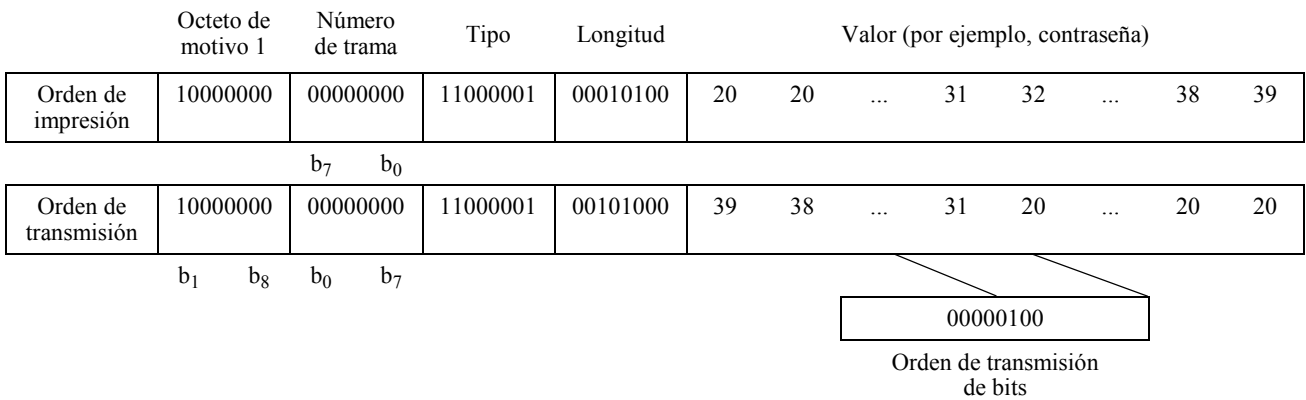 Octeto de motivo 1 Número de trama Tipo Longitud Valor (por ejemplo, contraseña)
Orden de impresión 10000000 00000000 11000001 00010100 20 20 ... 31 32 ... 38 39
b7 b0
Orden de transmisión 10000000 00000000 11000001 00101000 39 38 ... 31 20 ... 20 20
b1 b8 b0 b7
00000100
Orden de transmisión
de bits